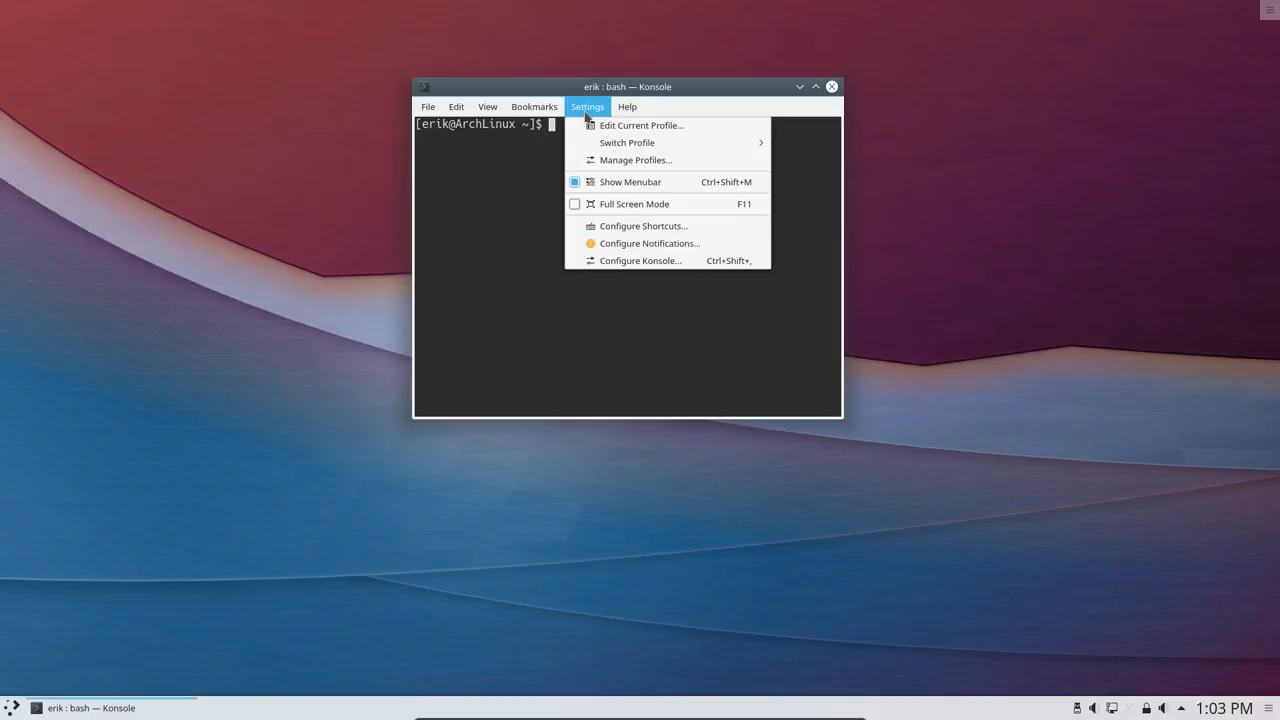 erik : bash — Konsole
File Edit View Bookmarks Settings Help
[erik@ArchLinux ~]$
Edit Current Profile...
Switch Profile
Manage Profiles...
Show Menubar Ctrl+Shift+M
Full Screen Mode F11
Configure Shortcuts...
Configure Notifications...
Configure Konsole... Ctrl+Shift+,
erik : bash — Konsole
1:03 PM